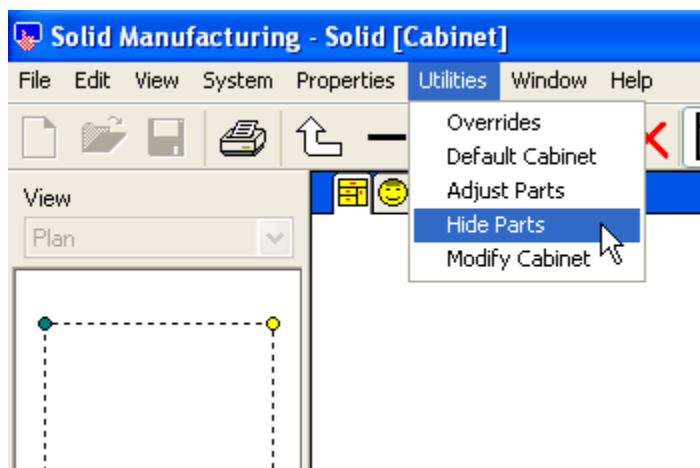 Solid Manufacturing - Solid [Cabinet]
File Edit View System Properties Utilities Window Help
Overrides
Default Cabinet
Adjust Parts
Hide Parts
Modify Cabinet
View
Plan